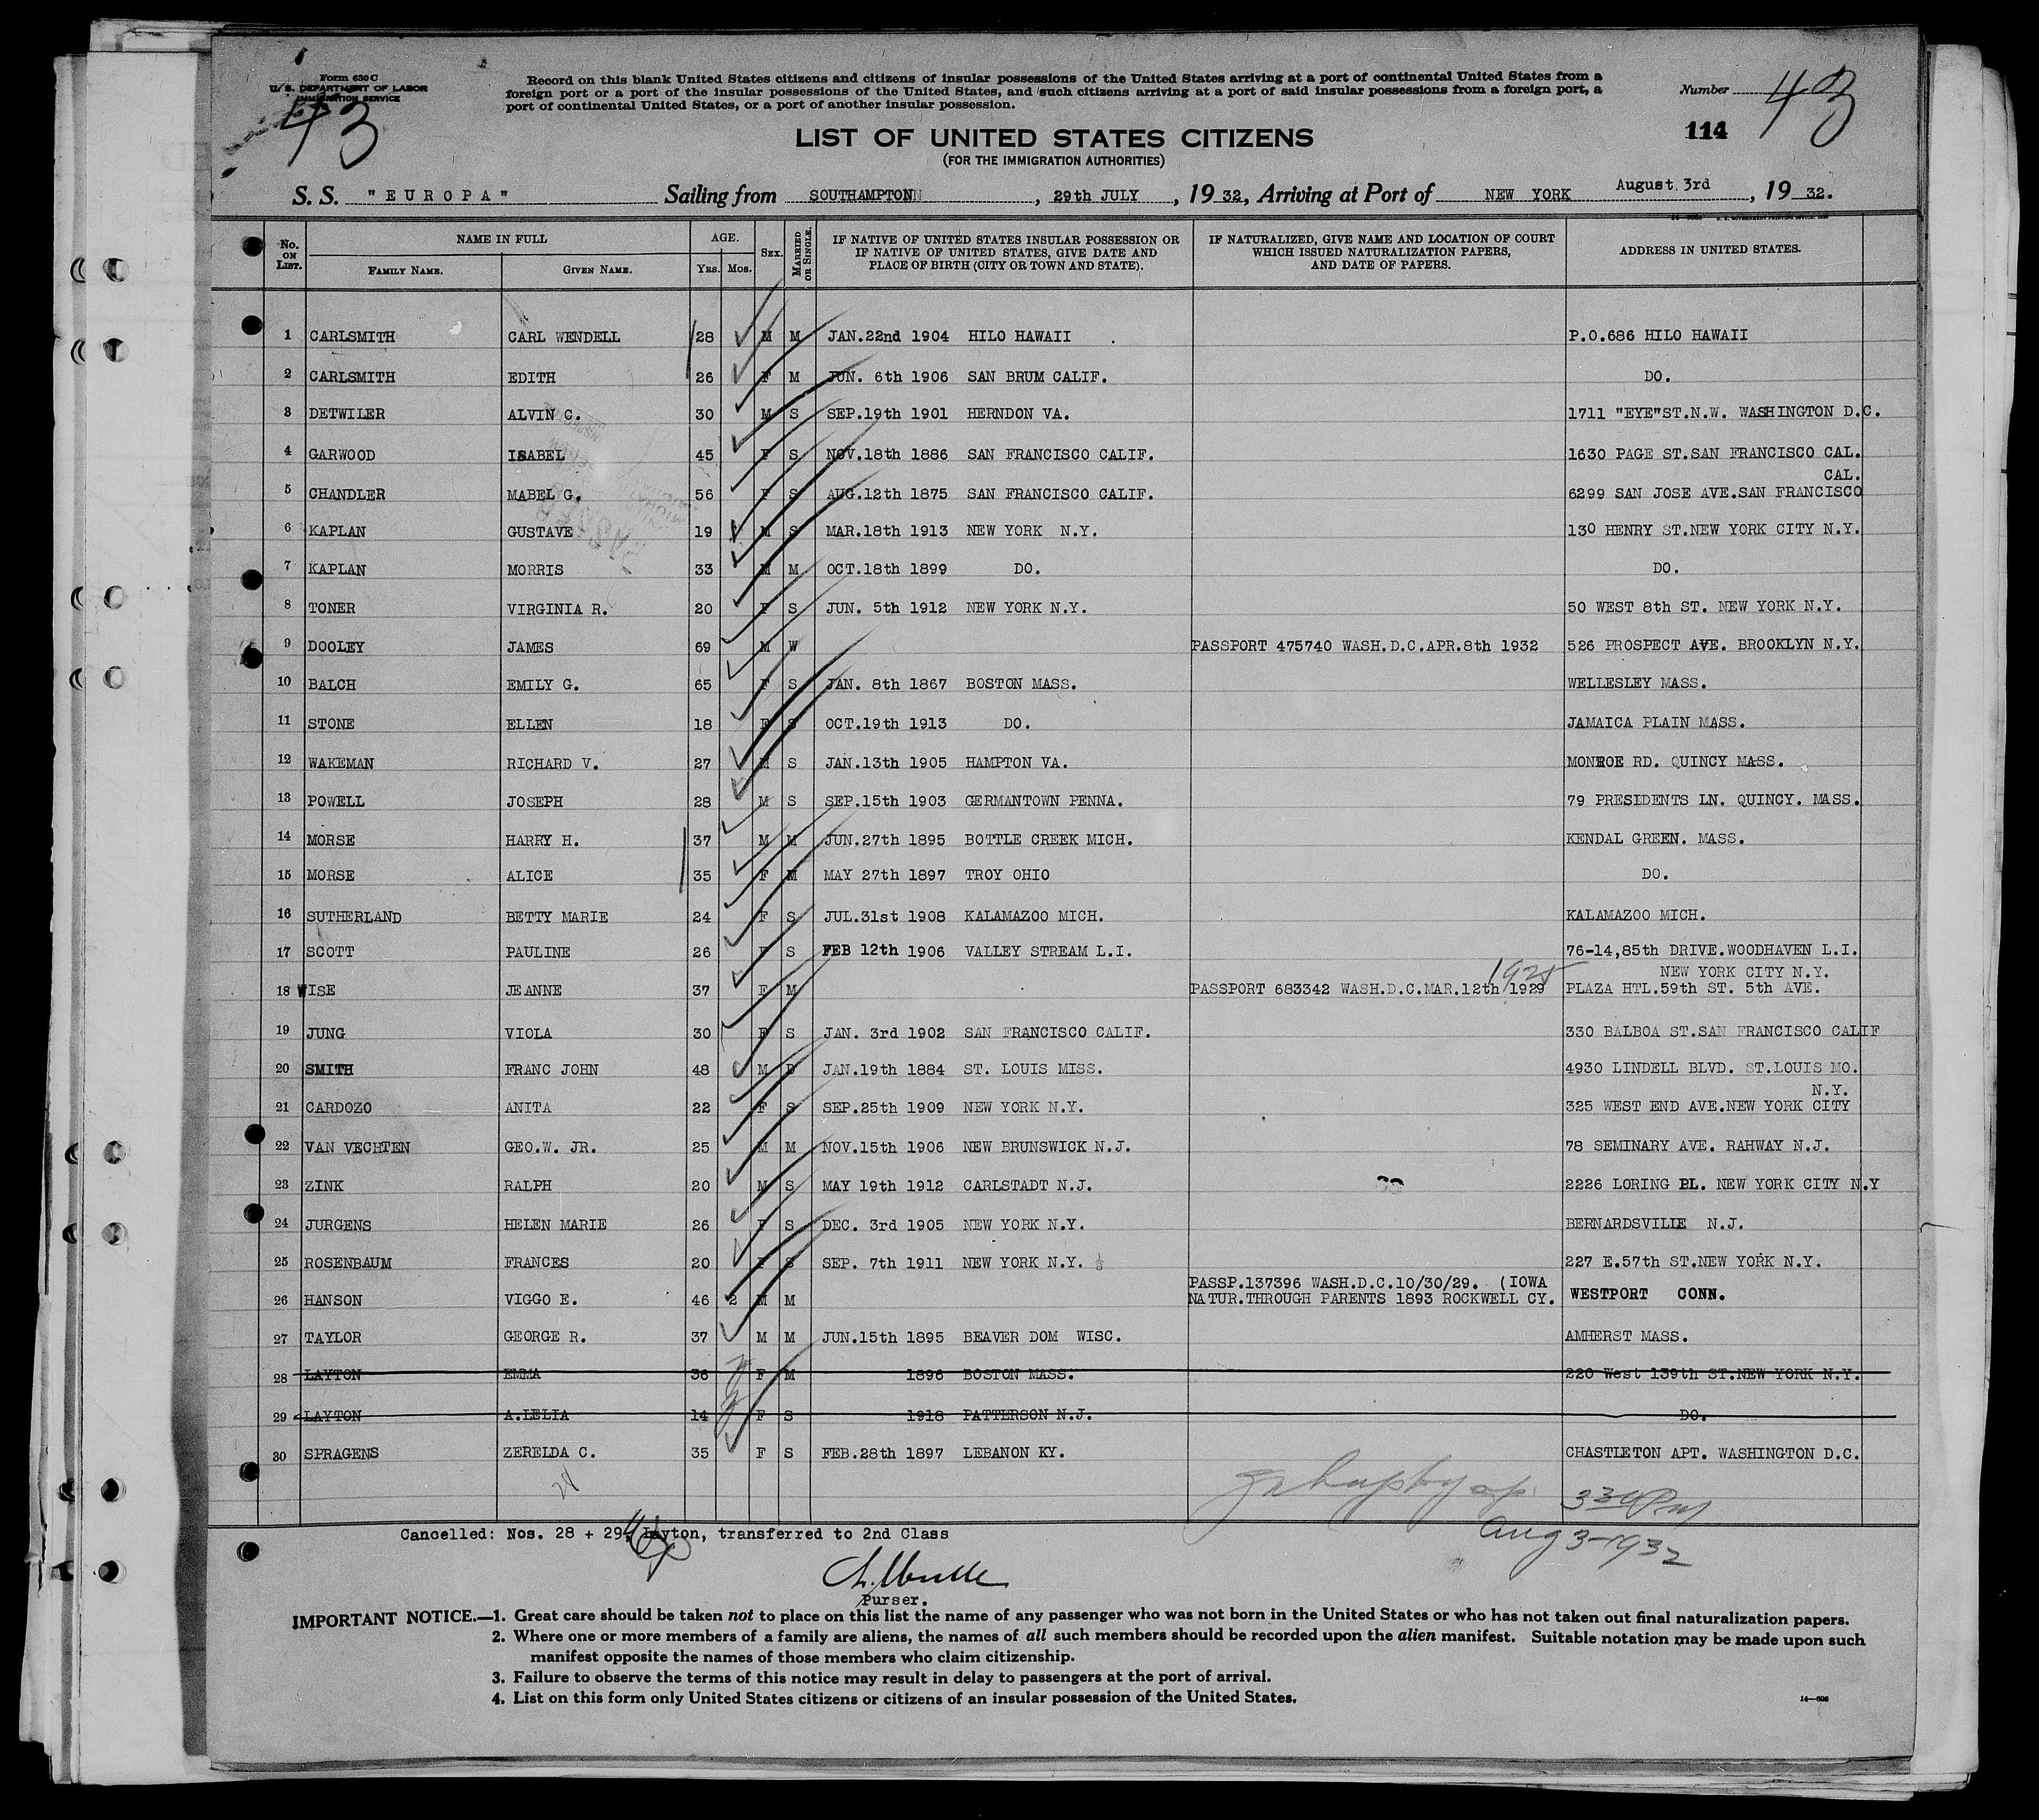 Form 630 C
U. S. DEPARTMENT OF LABOR
IMMIGRATION SERVICE
43
Record on this blank United States citizens and citizens of insular possessions of the United States arriving at a port of continental United States from a
foreign port or a port of the insular possessions of the United States, and such citizens arriving at a port of said insular possessions from a foreign port, a
port of continental United States, or a port of another insular possession.
Number 43
114
LIST OF UNITED STATES CITIZENS
(FOR THE IMMIGRATION AUTHORITIES)
S. S. "EUROPA" Sailing from SOUTHAMPTON, 29th JULY, 1932, Arriving at Port of NEW YORK August 3rd, 1932.
No. ON LIST. NAME IN FULL FAMILY NAME. GIVEN NAME. AGE. YRS. MOS. SEX. MARRIED OR SINGLE. IF NATIVE OF UNITED STATES INSULAR POSSESSION OR IF NATIVE OF UNITED STATES, GIVE DATE AND PLACE OF BIRTH (CITY OR TOWN AND STATE). IF NATURALIZED, GIVE NAME AND LOCATION OF COURT WHICH ISSUED NATURALIZATION PAPERS, AND DATE OF PAPERS. ADDRESS IN UNITED STATES.
1 CARLSMITH CARL WENDELL 28 M M JAN.22nd 1904 HILO HAWAII P.O.686 HILO HAWAII
2 CARLSMITH EDITH 26 F M JUN. 6th 1906 SAN BRUM CALIF. DO.
3 DETWILER ALVIN C. 30 M S SEP.19th 1901 HERNDON VA. 1711 "EYE"ST.N.W. WASHINGTON D.C.
4 GARWOOD ISABEL 45 F S NOV.18th 1886 SAN FRANCISCO CALIF. 1630 PAGE ST.SAN FRANCISCO CAL.
CAL.
5 CHANDLER MABEL G. 56 F S AUG.12th 1875 SAN FRANCISCO CALIF. 6299 SAN JOSE AVE.SAN FRANCISCO
6 KAPLAN GUSTAVE 19 M S MAR.18th 1913 NEW YORK N.Y. 130 HENRY ST.NEW YORK CITY N.Y.
7 KAPLAN MORRIS 33 M M OCT.18th 1899 DO. DO.
8 TONER VIRGINIA R. 20 F S JUN. 5th 1912 NEW YORK N.Y. 50 WEST 8th ST. NEW YORK N.Y.
9 DOOLEY JAMES 69 M W PASSPORT 475740 WASH.D.C.APR.8th 1932 526 PROSPECT AVE. BROOKLYN N.Y.
10 BALCH EMILY G. 65 F S JAN. 8th 1867 BOSTON MASS. WELLESLEY MASS.
11 STONE ELLEN 18 F S OCT.19th 1913 DO. JAMAICA PLAIN MASS.
12 WAKEMAN RICHARD V. 27 M S JAN.13th 1905 HAMPTON VA. MONROE RD. QUINCY MASS.
13 POWELL JOSEPH 28 M S SEP.15th 1903 GERMANTOWN PENNA. 79 PRESIDENTS LN. QUINCY. MASS.
14 MORSE HARRY H. 37 M M JUN.27th 1895 BOTTLE CREEK MICH. KENDAL GREEN. MASS.
15 MORSE ALICE 35 F M MAY 27th 1897 TROY OHIO DO.
16 SUTHERLAND BETTY MARIE 24 F S JUL.31st 1908 KALAMAZOO MICH. KALAMAZOO MICH.
17 SCOTT PAULINE 26 F S FEB 12th 1906 VALLEY STREAM L.I. 76-14,85th DRIVE.WOODHAVEN L.I.
1925 NEW YORK CITY N.Y.
18 WISE JEANNE 37 F M PASSPORT 683342 WASH.D.C.MAR.12th 1929 PLAZA HTL.59th ST. 5th AVE.
19 JUNG VIOLA 30 F S JAN. 3rd 1902 SAN FRANCISCO CALIF. 330 BALBOA ST.SAN FRANCISCO CALIF
20 SMITH FRANC JOHN 48 M D JAN.19th 1884 ST. LOUIS MISS. 4930 LINDELL BLVD. ST.LOUIS MO.
N.Y.
21 CARDOZO ANITA 22 F S SEP.25th 1909 NEW YORK N.Y. 325 WEST END AVE.NEW YORK CITY
22 VAN VECHTEN GEO.W. JR. 25 M M NOV.15th 1906 NEW BRUNSWICK N.J. 78 SEMINARY AVE. RAHWAY N.J.
23 ZINK RALPH 20 M S MAY 19th 1912 CARLSTADT N.J. 2226 LORING PL. NEW YORK CITY N.Y
24 JURGENS HELEN MARIE 26 F S DEC. 3rd 1905 NEW YORK N.Y. BERNARDSVILLE N.J.
25 ROSENBAUM FRANCES 20 F S SEP. 7th 1911 NEW YORK N.Y. 227 E.57th ST.NEW YORK N.Y.
PASSP.137396 WASH.D.C.10/30/29. (IOWA
26 HANSON VIGGO E. 46 2 M M NATUR.THROUGH PARENTS 1893 ROCKWELL CY. WESTPORT CONN.
27 TAYLOR GEORGE R. 37 M M JUN.15th 1895 BEAVER DOM WISC. AMHERST MASS.
28 LAYTON EMMA 36 F M 1896 BOSTON MASS. 220 West 139th ST.NEW YORK N.Y.
29 LAYTON A.LELIA 14 F S 1918 PATTERSON N.J. DO.
30 SPRAGENS ZERELDA C. 35 F S FEB.28th 1897 LEBANON KY. CHASTLETON APT. WASHINGTON D.C.
28
330 PM
Aug 3-1932
Cancelled: Nos. 28 + 29, Layton, transferred to 2nd Class
Purser.
IMPORTANT NOTICE.—1. Great care should be taken not to place on this list the name of any passenger who was not born in the United States or who has not taken out final naturalization papers.
2. Where one or more members of a family are aliens, the names of all such members should be recorded upon the alien manifest. Suitable notation may be made upon such
manifest opposite the names of those members who claim citizenship.
3. Failure to observe the terms of this notice may result in delay to passengers at the port of arrival.
4. List on this form only United States citizens or citizens of an insular possession of the United States.
14—606